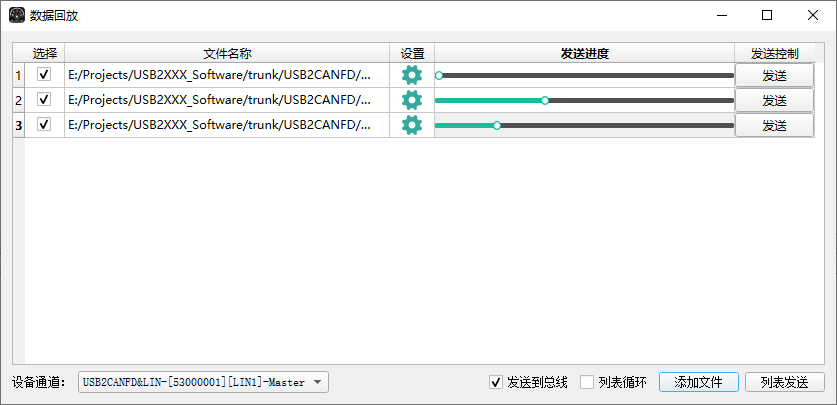 数据回放
选择 文件名称 设置 发送进度 发送控制
1 E:/Projects/USB2XXX_Software/trunk/USB2CANFD/... 发送
2 E:/Projects/USB2XXX_Software/trunk/USB2CANFD/... 发送
3 E:/Projects/USB2XXX_Software/trunk/USB2CANFD/... 发送
设备通道: USB2CANFD&LIN-[53000001][LIN1]-Master 发送到总线 列表循环 添加文件 列表发送